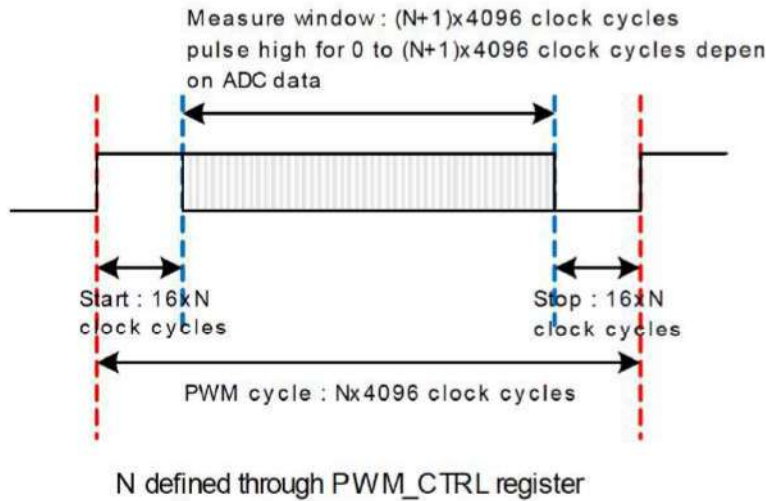 Measure window : (N+1)x4096 clock cycles
pulse high for 0 to (N+1)x4096 clock cycles depen
on ADC data
Start : 16xN
clock cycles
Stop : 16xN
clock cycles
PWM cycle : Nx4096 clock cycles
N defined through PWM_CTRL register